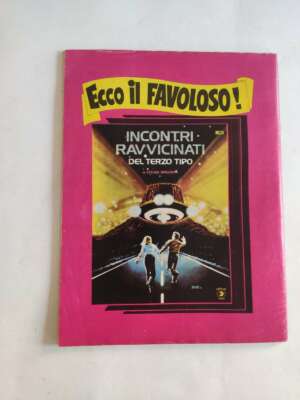 Ecco il FAVOLOSO!
INCONTRI
RAVVICINATI
DEL TERZO TIPO